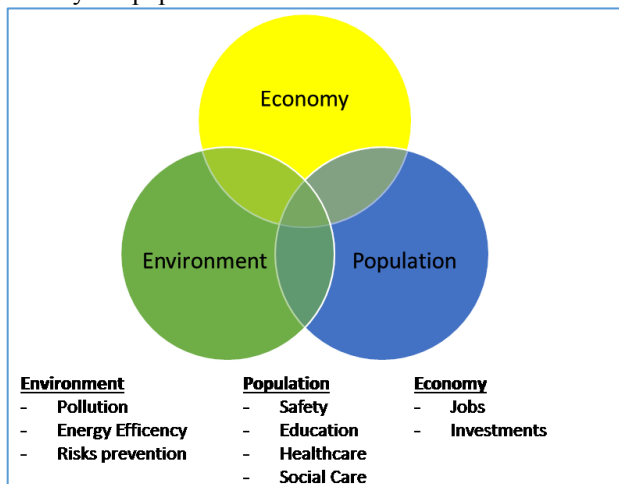 Economy
Environment
Population
Environment
- Pollution
- Energy Efficency
- Risks prevention
Population
- Safety
- Education
- Healthcare
- Social Care
Economy
- Jobs
- Investments